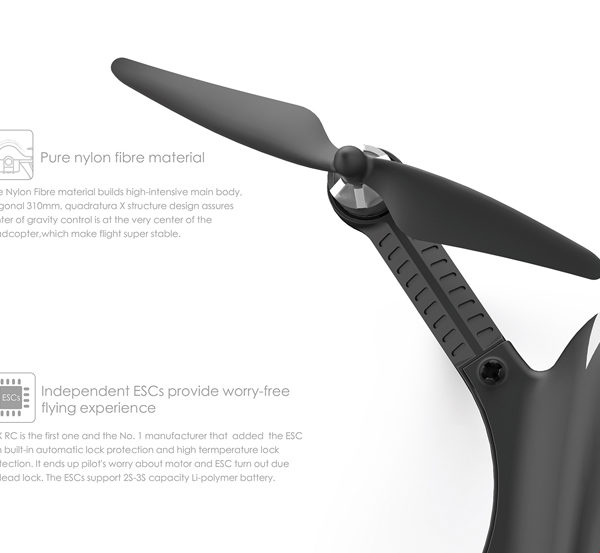 Pure nylon fibre material
Nylon Fibre material builds high-intensive main body,
gonal 310mm, quadratura X structure design assures
ter of gravity control is at the very center of the
dcopter,which make flight super stable.
ESCs
Independent ESCs provide worry-free
flying experience
RC is the first one and the No. 1 manufacturer that added the ESC
built-in automatic lock protection and high termperature lock
tection. It ends up pilot's worry about motor and ESC turn out due
lead lock. The ESCs support 2S-3S capacity Li-polymer battery.